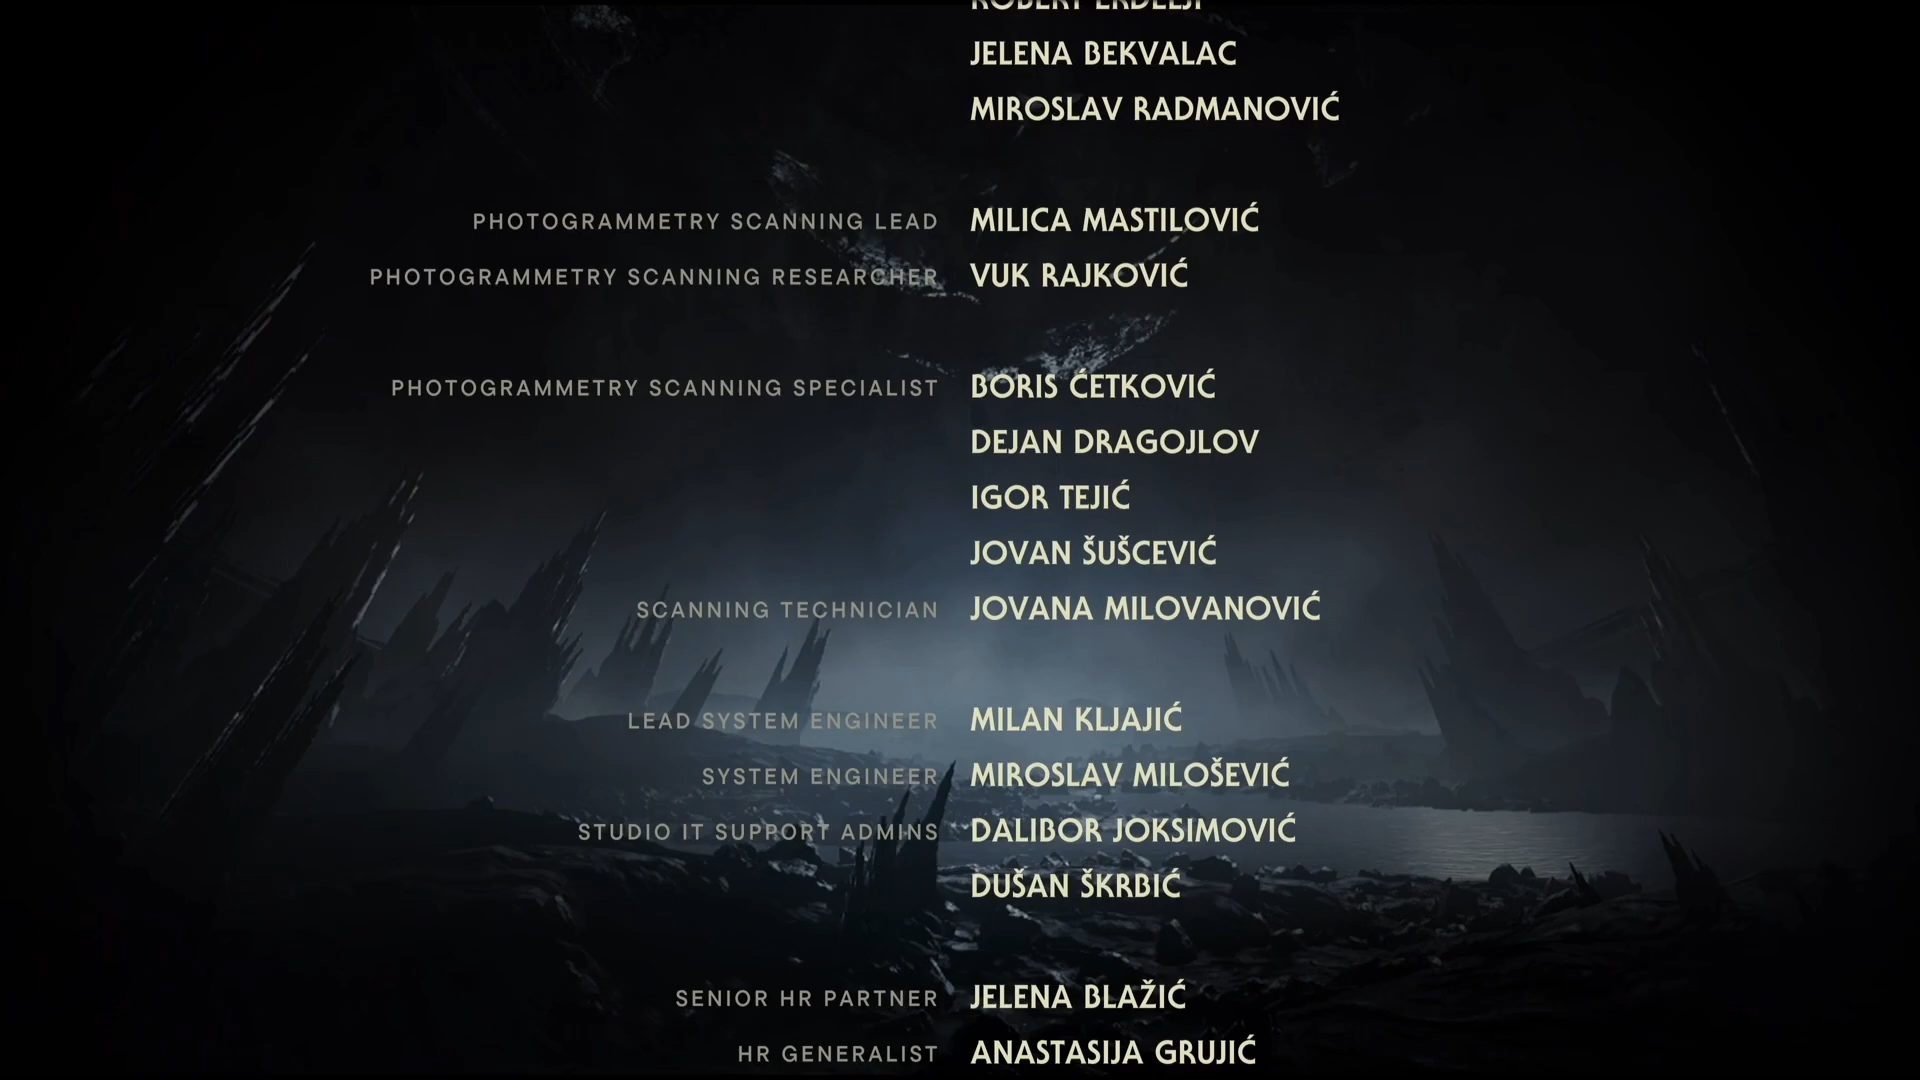 ROBERT ERDELJI
JELENA BEKVALAC
MIROSLAV RADMANOVIĆ
PHOTOGRAMMETRY SCANNING LEAD MILICA MASTILOVIĆ
PHOTOGRAMMETRY SCANNING RESEARCHER VUK RAJKOVIĆ
PHOTOGRAMMETRY SCANNING SPECIALIST BORIS ĆETKOVIĆ
DEJAN DRAGOJLOV
IGOR TEJIĆ
JOVAN ŠUŠCEVIĆ
SCANNING TECHNICIAN JOVANA MILOVANOVIĆ
LEAD SYSTEM ENGINEER MILAN KLJAJIĆ
SYSTEM ENGINEER MIROSLAV MILOŠEVIĆ
STUDIO IT SUPPORT ADMINS DALIBOR JOKSIMOVIĆ
DUŠAN ŠKRBIĆ
SENIOR HR PARTNER JELENA BLAŽIĆ
HR GENERALIST ANASTASIJA GRUJIĆ